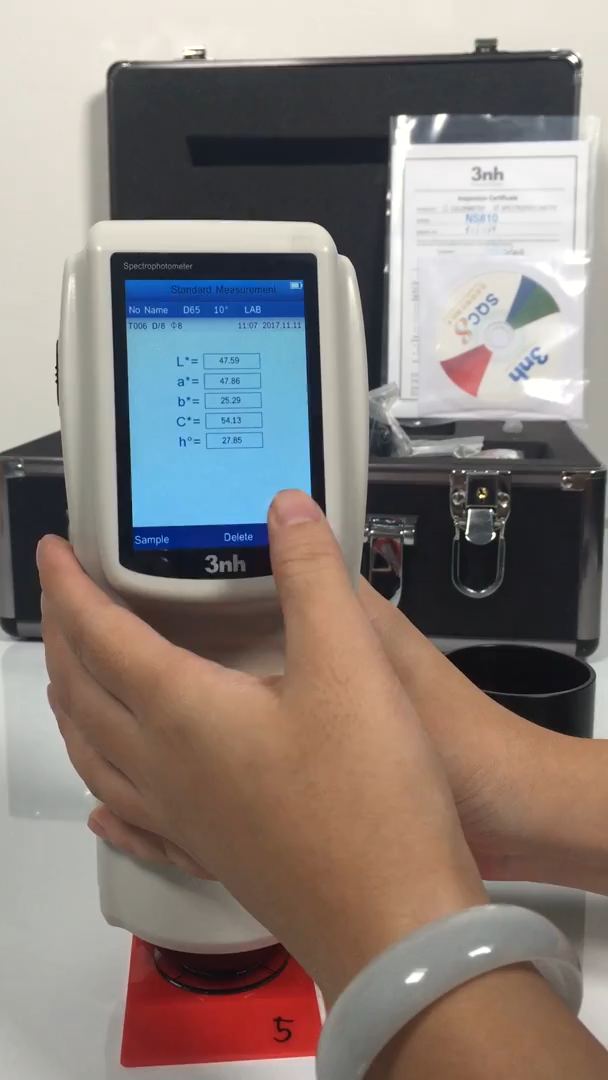 3nh
Inspection Certificate
NS810
SQC8
3nh
Spectrophotometer
Standard Measurement
No Name D65 10° LAB
T006 D/8 Φ8 11:07 2017.11.11
L*= 47.59
a*= 47.86
b*= 25.29
C*= 54.13
h°= 27.85
Sample Delete
3nh
5